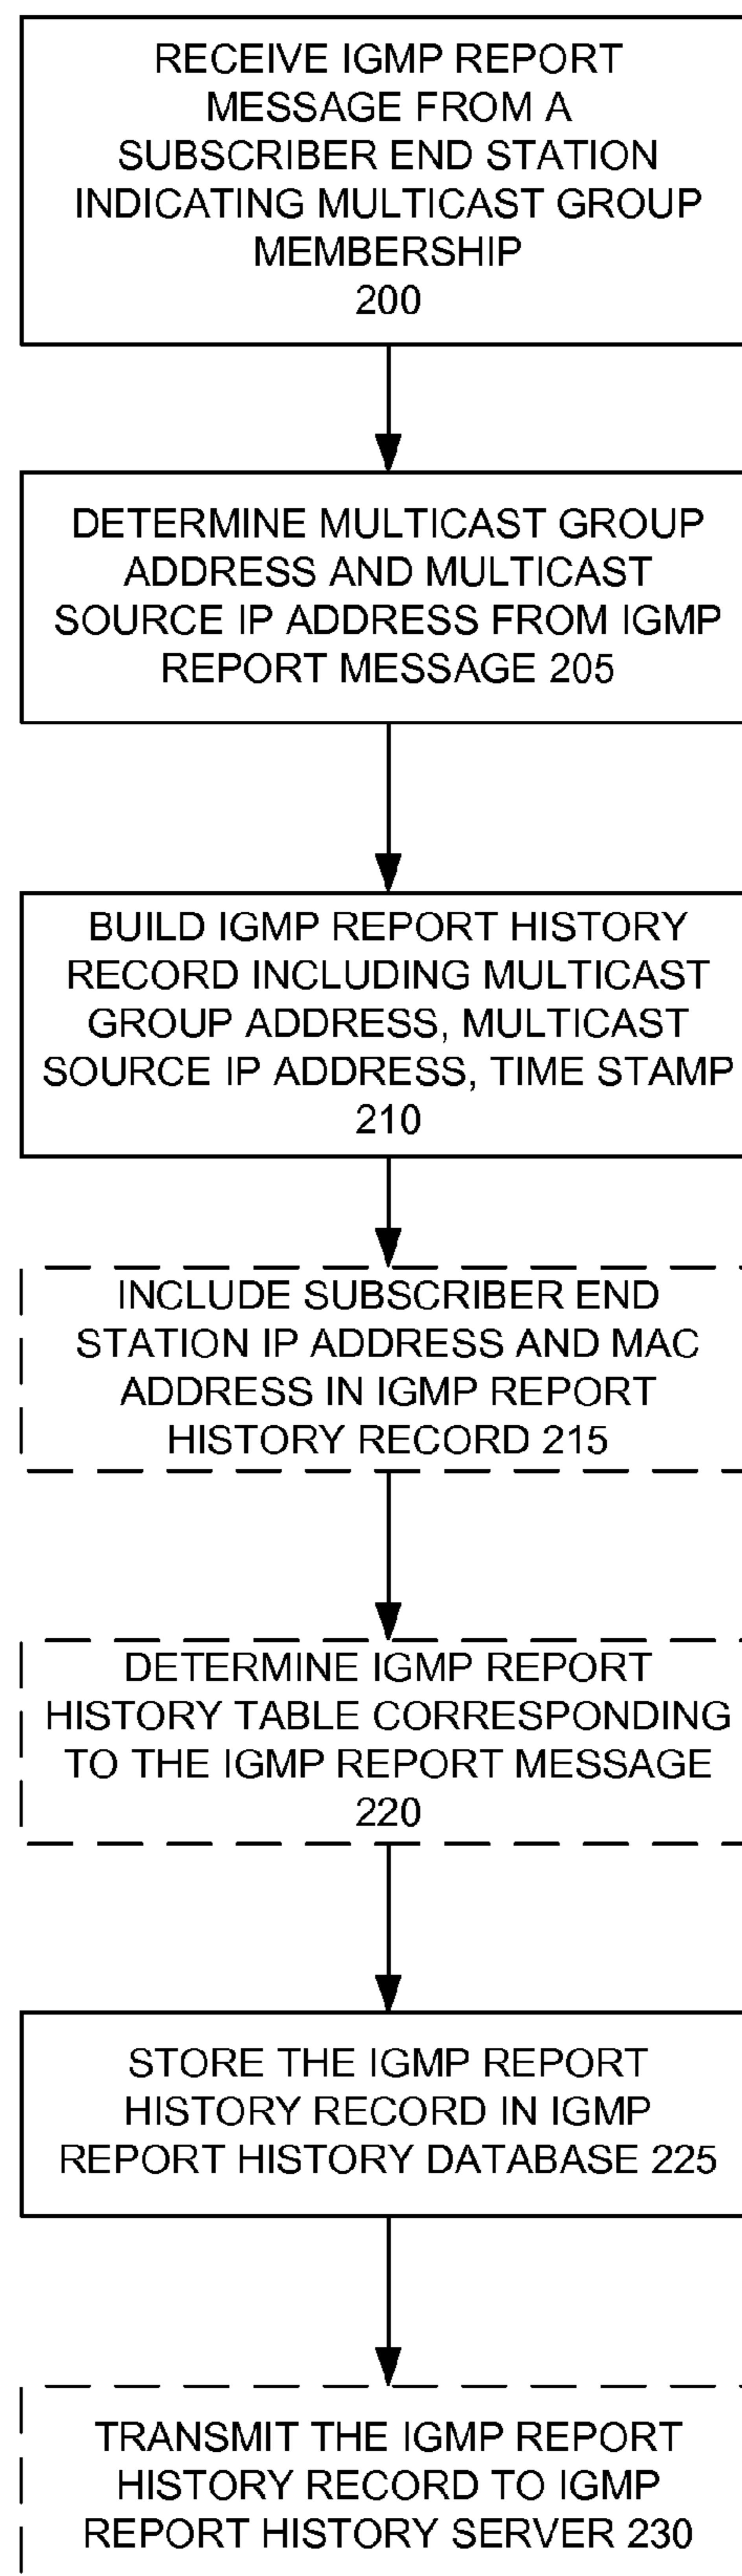 RECEIVE IGMP REPORT
MESSAGE FROM A
SUBSCRIBER END STATION
INDICATING MULTICAST GROUP
MEMBERSHIP
200
DETERMINE MULTICAST GROUP
ADDRESS AND MULTICAST
SOURCE IP ADDRESS FROM IGMP
REPORT MESSAGE 205
BUILD IGMP REPORT HISTORY
RECORD INCLUDING MULTICAST
GROUP ADDRESS, MULTICAST
SOURCE IP ADDRESS, TIME STAMP
210
INCLUDE SUBSCRIBER END
STATION IP ADDRESS AND MAC
ADDRESS IN IGMP REPORT
HISTORY RECORD 215
DETERMINE IGMP REPORT
HISTORY TABLE CORRESPONDING
TO THE IGMP REPORT MESSAGE
220
STORE THE IGMP REPORT
HISTORY RECORD IN IGMP
REPORT HISTORY DATABASE 225
TRANSMIT THE IGMP REPORT
HISTORY RECORD TO IGMP
REPORT HISTORY SERVER 230